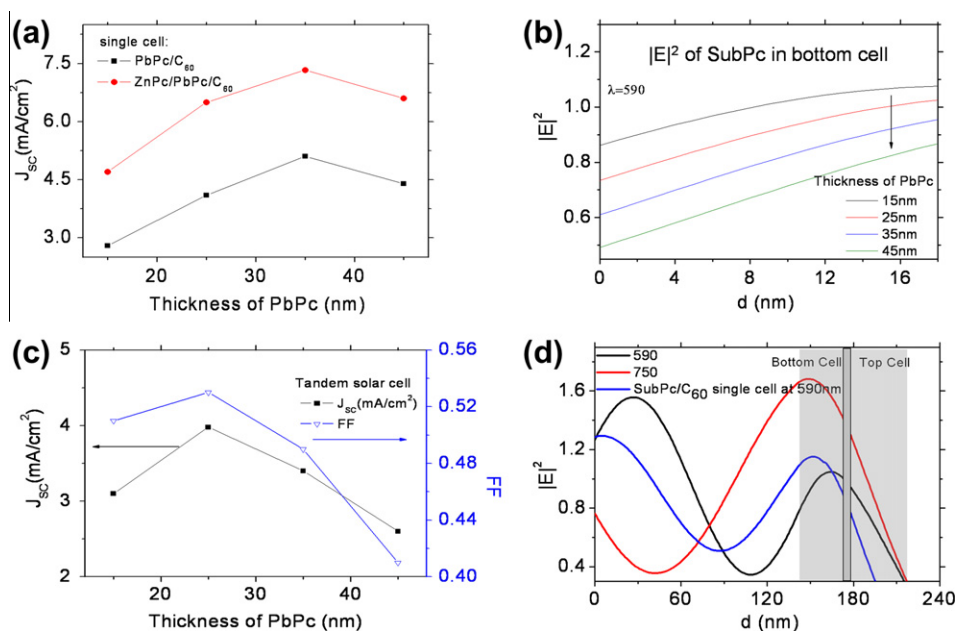 (a)
single cell:
PbPc/C60
ZnPc/PbPc/C60
7.5
6.0
4.5
3.0
JSC(mA/cm2)
20 30 40
Thickness of PbPc (nm)
(b)
|E|2 of SubPc in bottom cell
λ=590
1.2
1.0
0.8
0.6
|E|2
Thickness of PbPc
15nm
25nm
35nm
45nm
0 4 8 12 16
d (nm)
(c)
5
4
3
2
JSC(mA/cm2)
Tandem solar cell
JSC(mA/cm2)
FF
0.56
0.52
0.48
0.44
0.40
FF
20 30 40
Thickness of PbPc (nm)
(d)
590
750
SubPc/C60 single cell at 590nm
Bottom Cell Top Cell
1.6
1.2
0.8
0.4
|E|2
0 60 120 180 240
d (nm)